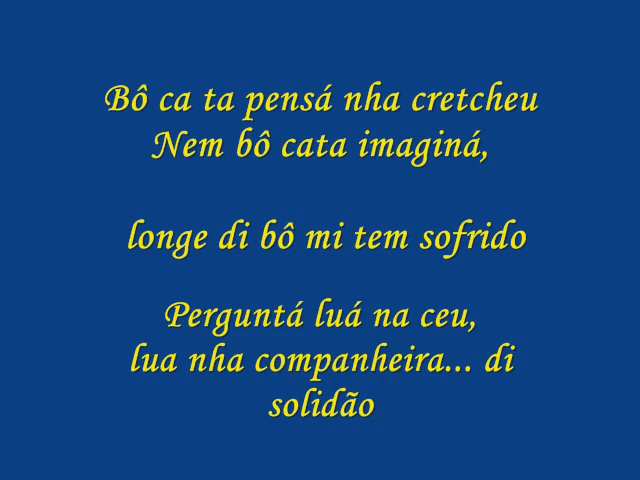 Bô ca ta pensá nha cretcheu
Nem bô cata imaginá,
longe di bô mi tem sofrido
Perguntá luá na ceu,
lua nha companheira... di
solidão